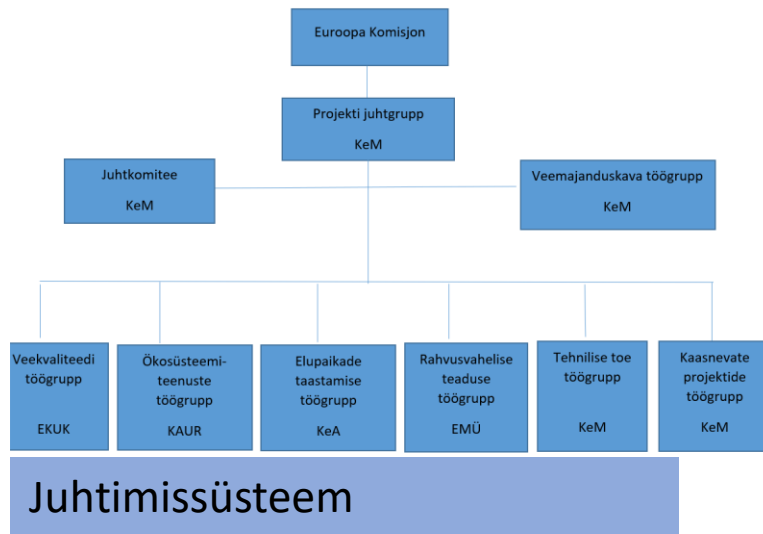 Euroopa Komisjon
Projekti juhtgrupp
KeM
Juhtkomitee
KeM
Veemajanduskava töögrupp
KeM
Veekvaliteedi
töögrupp
EKUK
Ökosüsteemi-
teenuste
töögrupp
KAUR
Elupaikade
taastamise
töögrupp
KeA
Rahvusvahelise
teaduse
töögrupp
EMÜ
Tehnilise toe
töögrupp
KeM
Kaasnevate
projektide
töögrupp
KeM
Juhtimissüsteem